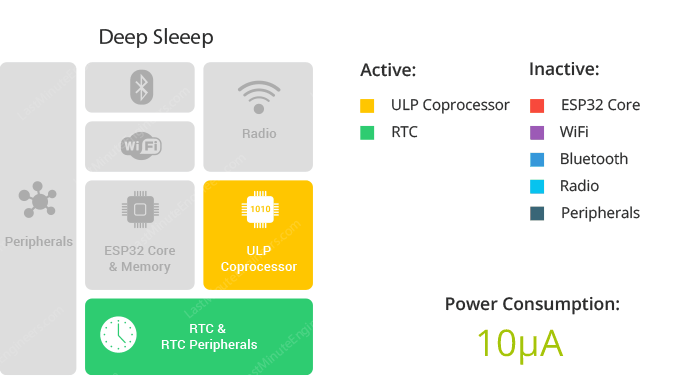 Deep Sleeep
Peripherals
WiFi
Radio
ESP32 Core
& Memory
1010
ULP
Coprocessor
RTC &
RTC Peripherals
Active:
ULP Coprocessor
RTC
Inactive:
ESP32 Core
WiFi
Bluetooth
Radio
Peripherals
Power Consumption:
10µA